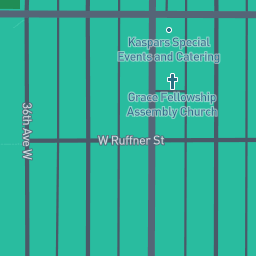 Kaspars Special
Events and Catering
Grace Fellowship
Assembly Church
36th Ave W
W Ruffner St